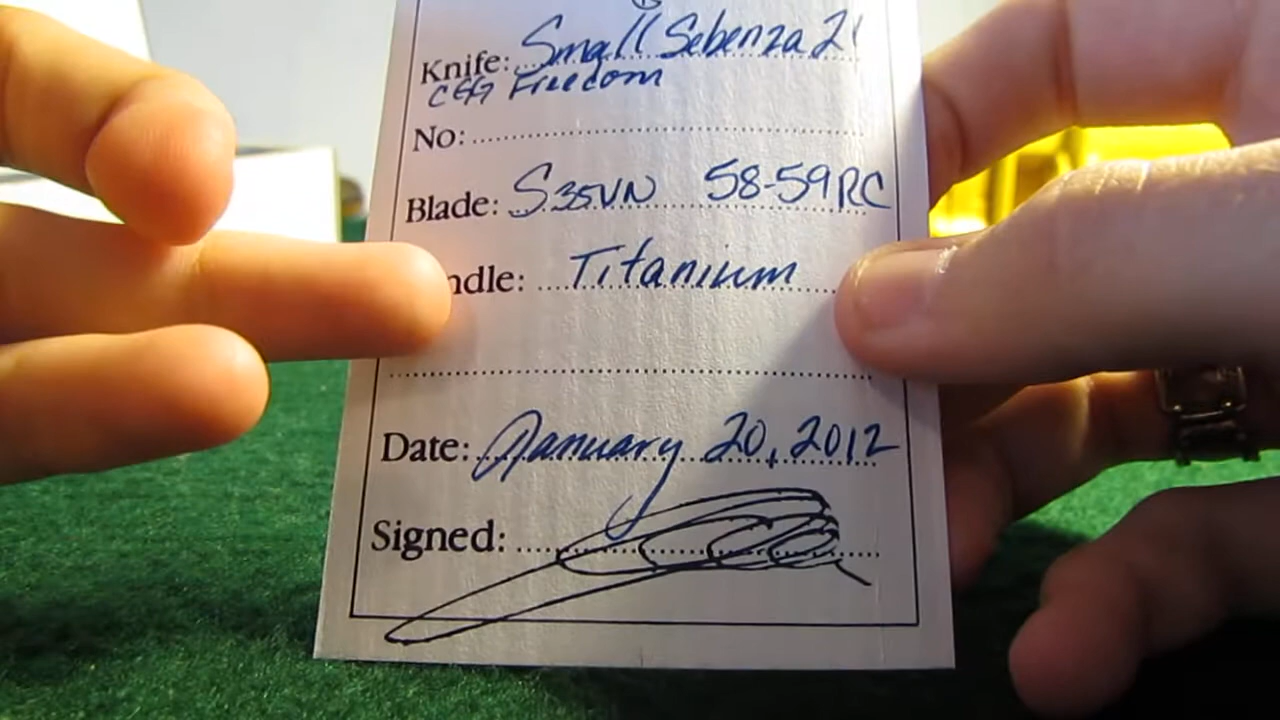 Knife: Small Sebenza 21
CGG Freedom
No:
Blade: S35VN 58-59RC
ndle: Titanium
Date: January 20, 2012
Signed: